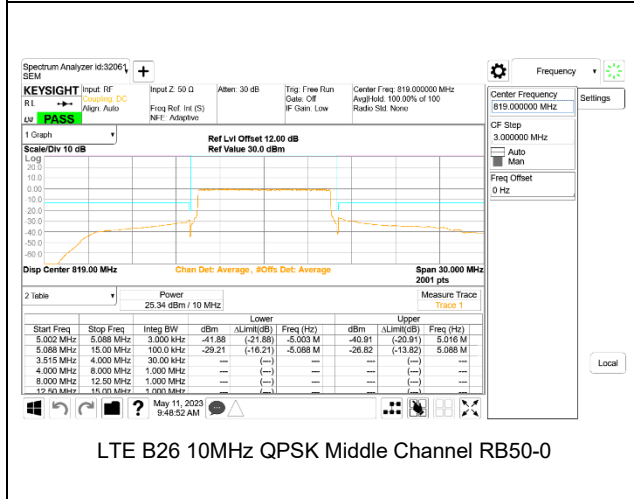 Spectrum Analyzer id:32061
SEM
KEYSIGHT Input: RF Input Z: 50 Ω Atten: 30 dB Trig: Free Run Center Freq: 819.000000 MHz
RL Coupling: DC Gate: Off Avg|Hold: 100.00% of 100
Align: Auto Freq Ref: Int (S) IF Gain: Low Radio Std: None
PASS NFE: Adaptive
Frequency
Center Frequency
819.000000 MHz
Settings
CF Step
3.000000 MHz
Auto
Man
Freq Offset
0 Hz
Local
1 Graph
Scale/Div 10 dB
Ref Lvl Offset 12.00 dB
Ref Value 30.0 dBm
Log
20.0
10.0
0.00
-10.0
-20.0
-30.0
-40.0
-50.0
-60.0
Disp Center 819.00 MHz Chan Det: Average, #Offs Det: Average Span 30.000 MHz
2001 pts
2 Table
Power
25.34 dBm / 10 MHz
Measure Trace
Trace 1
Lower Upper
Start Freq Stop Freq Integ BW dBm ΔLimit(dB) Freq (Hz) dBm ΔLimit(dB) Freq (Hz)
5.002 MHz 5.088 MHz 3.000 kHz -41.88 (-21.88) -5.003 M -40.91 (-20.91) 5.016 M
5.088 MHz 15.00 MHz 100.0 kHz -29.21 (-16.21) -5.088 M -26.82 (-13.82) 5.088 M
3.515 MHz 4.000 MHz 30.00 kHz --- (---) --- --- (---) ---
4.000 MHz 8.000 MHz 1.000 MHz --- (---) --- --- (---) ---
8.000 MHz 12.50 MHz 1.000 MHz --- (---) --- --- (---) ---
12.50 MHz 15.00 MHz 1.000 MHz --- (---) --- --- (---) ---
May 11, 2023
9:48:52 AM
LTE B26 10MHz QPSK Middle Channel RB50-0